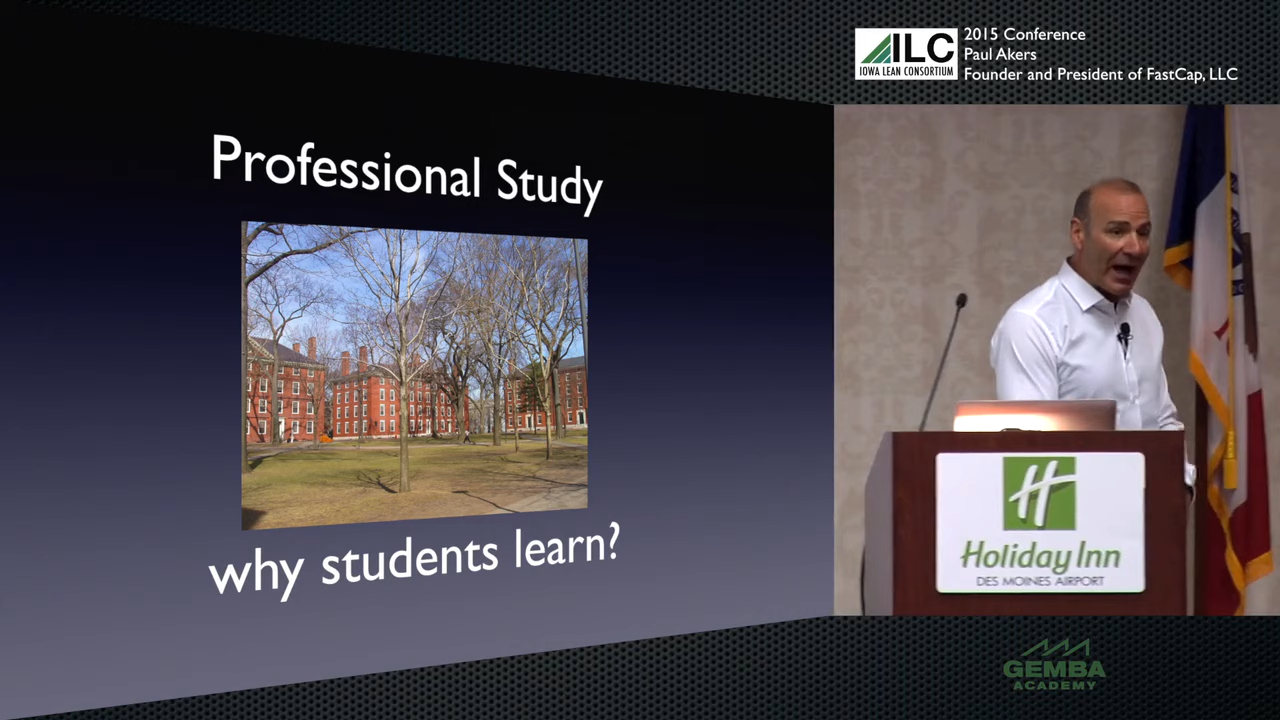 Professional Study
why students learn?
ILC
IOWA LEAN CONSORTIUM
2015 Conference
Paul Akers
Founder and President of FastCap, LLC
H
Holiday Inn
DES MOINES AIRPORT
GEMBA
ACADEMY